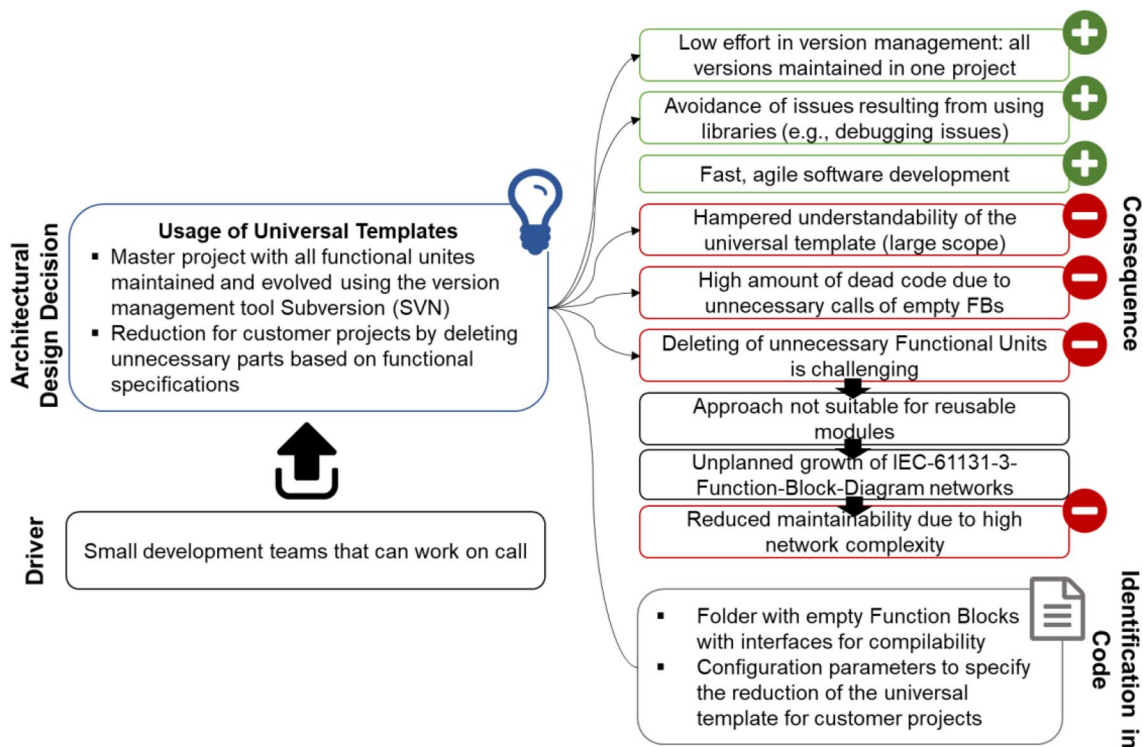 Architectural
Design Decision
Usage of Universal Templates
▪ Master project with all functional unites
maintained and evolved using the version
management tool Subversion (SVN)
▪ Reduction for customer projects by deleting
unnecessary parts based on functional
specifications
Driver
Small development teams that can work on call
Consequence
Low effort in version management: all
versions maintained in one project
Avoidance of issues resulting from using
libraries (e.g., debugging issues)
Fast, agile software development
Hampered understandability of the
universal template (large scope)
High amount of dead code due to
unnecessary calls of empty FBs
Deleting of unnecessary Functional Units
is challenging
Approach not suitable for reusable
modules
Unplanned growth of IEC-61131-3-
Function-Block-Diagram networks
Reduced maintainability due to high
network complexity
Identification in
Code
▪ Folder with empty Function Blocks
with interfaces for compilability
▪ Configuration parameters to specify
the reduction of the universal
template for customer projects